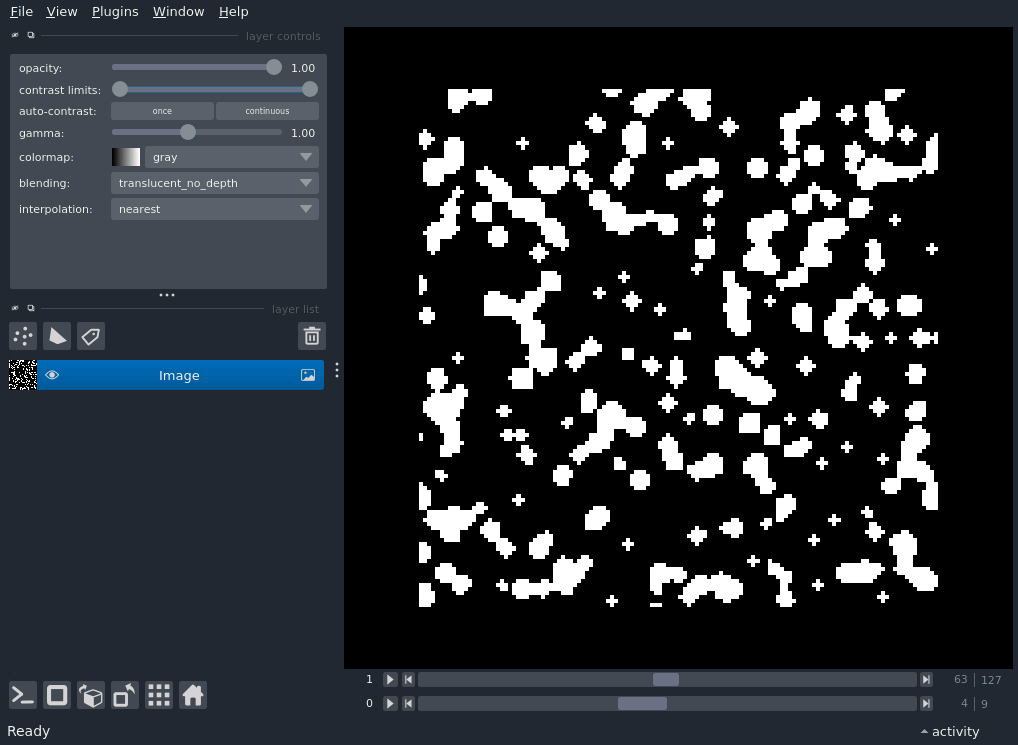 File View Plugins Window Help
layer controls
opacity: 1.00
contrast limits:
auto-contrast: once continuous
gamma: 1.00
colormap: gray
blending: translucent_no_depth
interpolation: nearest
layer list
Image
1 63 127
0 4 9
Ready activity